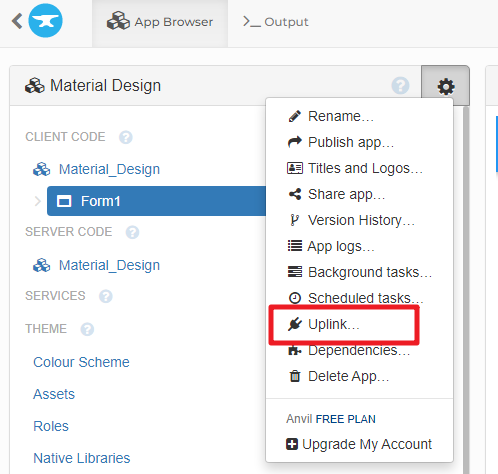 App Browser
Output
Material Design
?
CLIENT CODE ?
Material_Design
Form1
SERVER CODE ?
Material_Design
SERVICES ?
THEME ?
Colour Scheme
Assets
Roles
Native Libraries
Rename...
Publish app...
Titles and Logos...
Share app...
Version History...
App logs...
Background tasks...
Scheduled tasks...
Uplink...
Dependencies...
Delete App...
Anvil FREE PLAN
Upgrade My Account